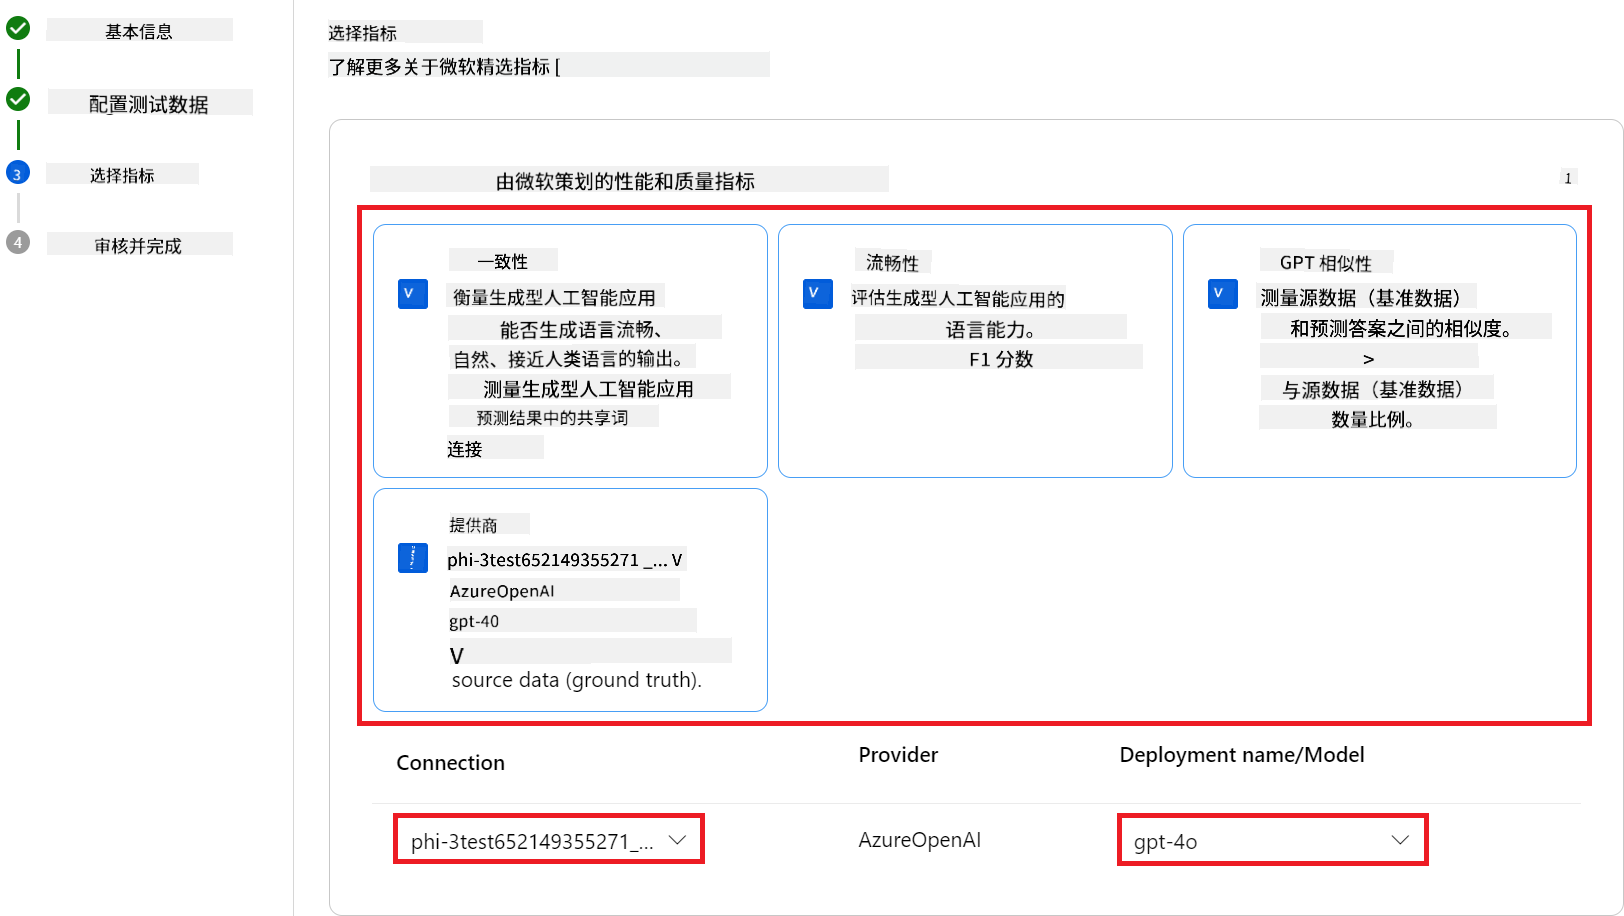 基本信息
配置测试数据
3
选择指标
4
审核并完成
选择指标
了解更多关于微软精选指标 [
由微软策划的性能和质量指标
1
一致性
V
衡量生成型人工智能应用
能否生成语言流畅、
自然、接近人类语言的输出。
测量生成型人工智能应用
预测结果中的共享词
连接
流畅性
V
评估生成型人工智能应用的
语言能力。
F1 分数
GPT 相似性
V
测量源数据（基准数据）
和预测答案之间的相似度。
>
与源数据（基准数据）
数量比例。
提供商
phi-3test652149355271 _... V
AzureOpenAI
gpt-40
V
source data (ground truth).
Connection
Provider
Deployment name/Model
phi-3test652149355271_...
AzureOpenAI
gpt-4o